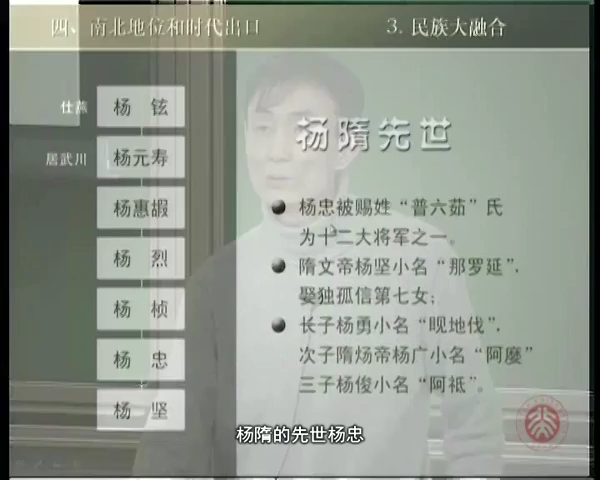 四、南北地位和时代出口
3. 民族大融合
仕燕
杨 铉
居武川
杨元寿
杨惠嘏
杨 烈
杨 桢
杨 忠
杨 坚
杨隋先世
杨忠被赐姓“普六茹”氏
为十二大将军之一。
隋文帝杨坚小名“那罗延”,
娶独孤信第七女;
长子杨勇小名“晛地伐”,
次子隋炀帝杨广小名“阿麼”
三子杨俊小名“阿祗”。
杨隋的先世杨忠